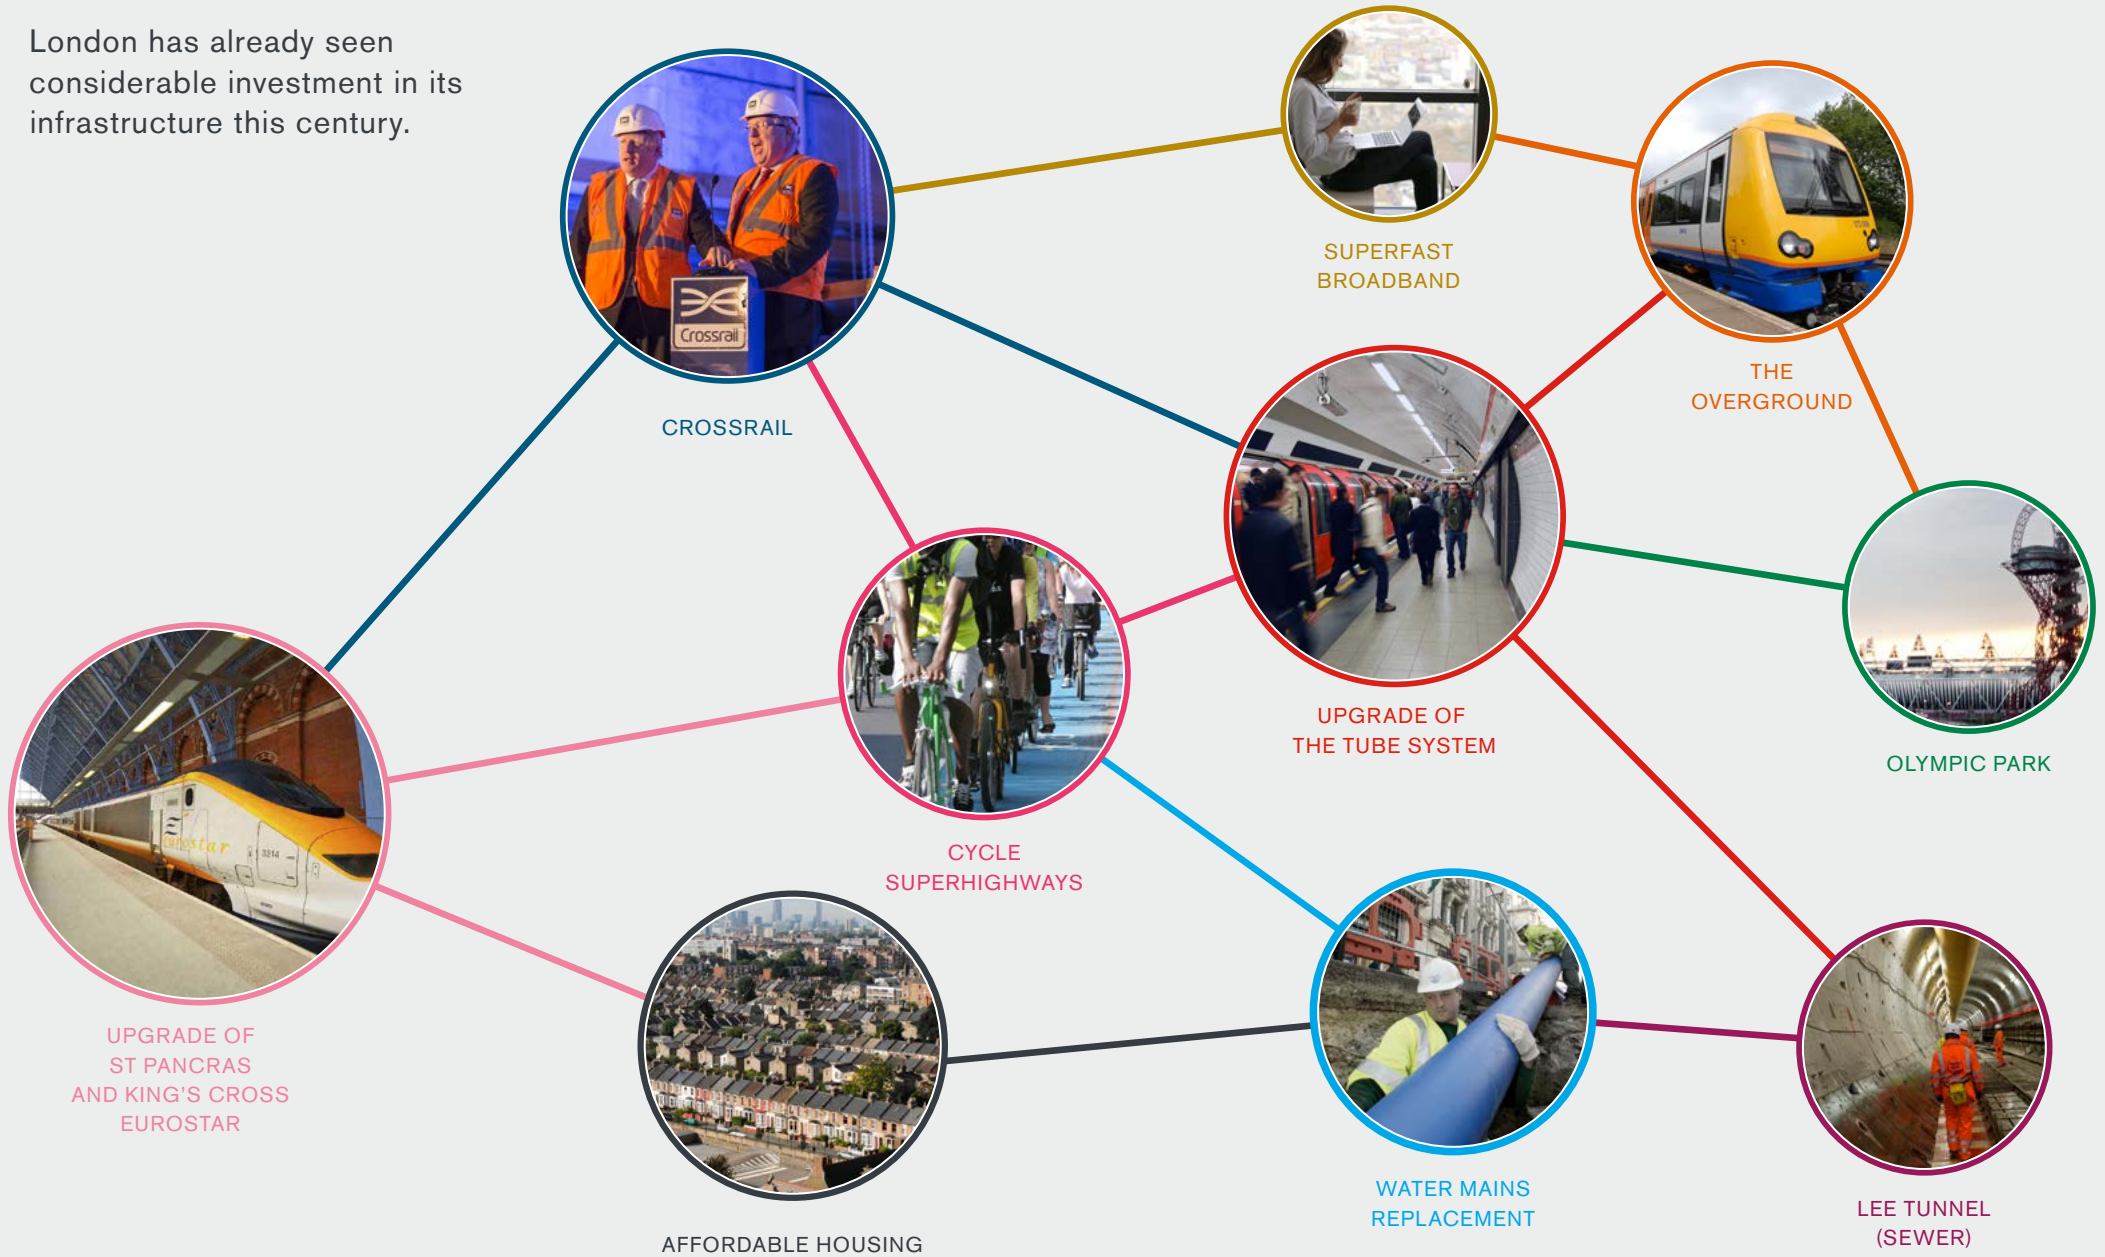 London has already seen
considerable investment in its
infrastructure this century.
SUPERFAST
BROADBAND
THE
OVERGROUND
Crossrail
CROSSRAIL
UPGRADE OF
THE TUBE SYSTEM
OLYMPIC PARK
eurostar
3214
CYCLE
SUPERHIGHWAYS
UPGRADE OF
ST PANCRAS
AND KING'S CROSS
EUROSTAR
AFFORDABLE HOUSING
WATER MAINS
REPLACEMENT
LEE TUNNEL
(SEWER)